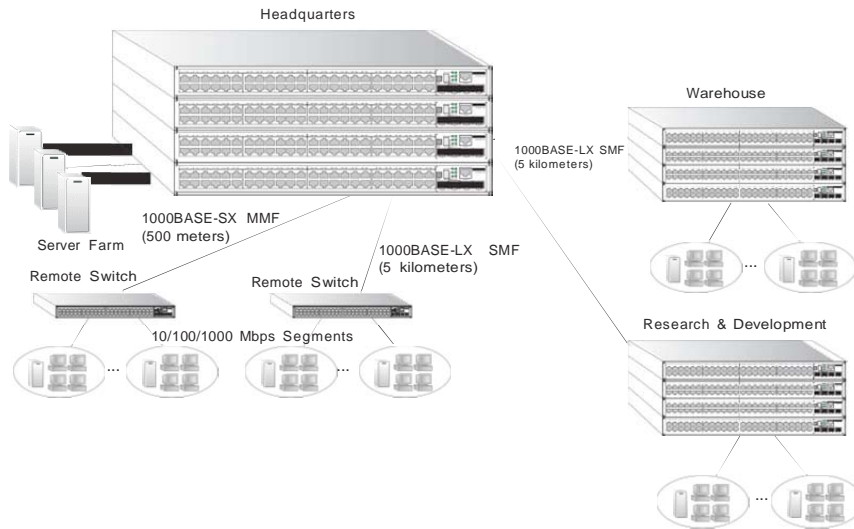 Headquarters
Warehouse
1000BASE-LX SMF
(5 kilometers)
1000BASE-SX MMF
(500 meters)
Server Farm
1000BASE-LX SMF
(5 kilometers)
Remote Switch
Remote Switch
Research & Development
10/100/1000 Mbps Segments
...
...
...
...
...